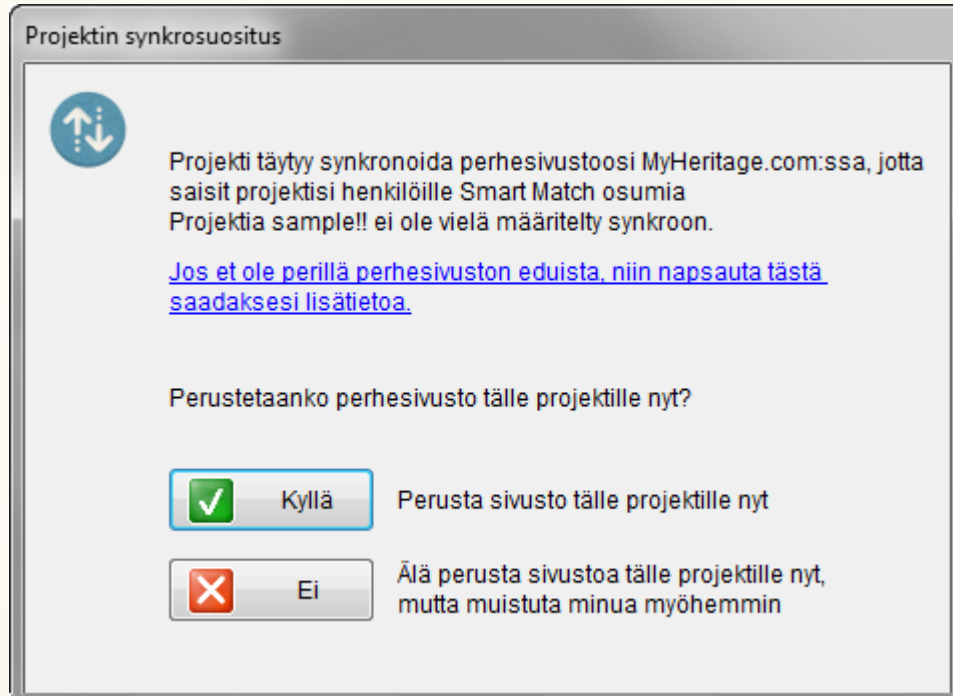 Projektin synkrosuositus
Projekti täytyy synkronoida perhesivustoosi MyHeritage.com:ssa, jotta
saisit projektisi henkilöille Smart Match osumia
Projektia sample!! ei ole vielä määritelty synkroon.
Jos et ole perillä perhesivuston eduista, niin napsauta tästä
saadaksesi lisätietoa.
Perustetaanko perhesivusto tälle projektille nyt?
Kyllä
Perusta sivusto tälle projektille nyt
Ei
Älä perusta sivustoa tälle projektille nyt,
mutta muistuta minua myöhemmin